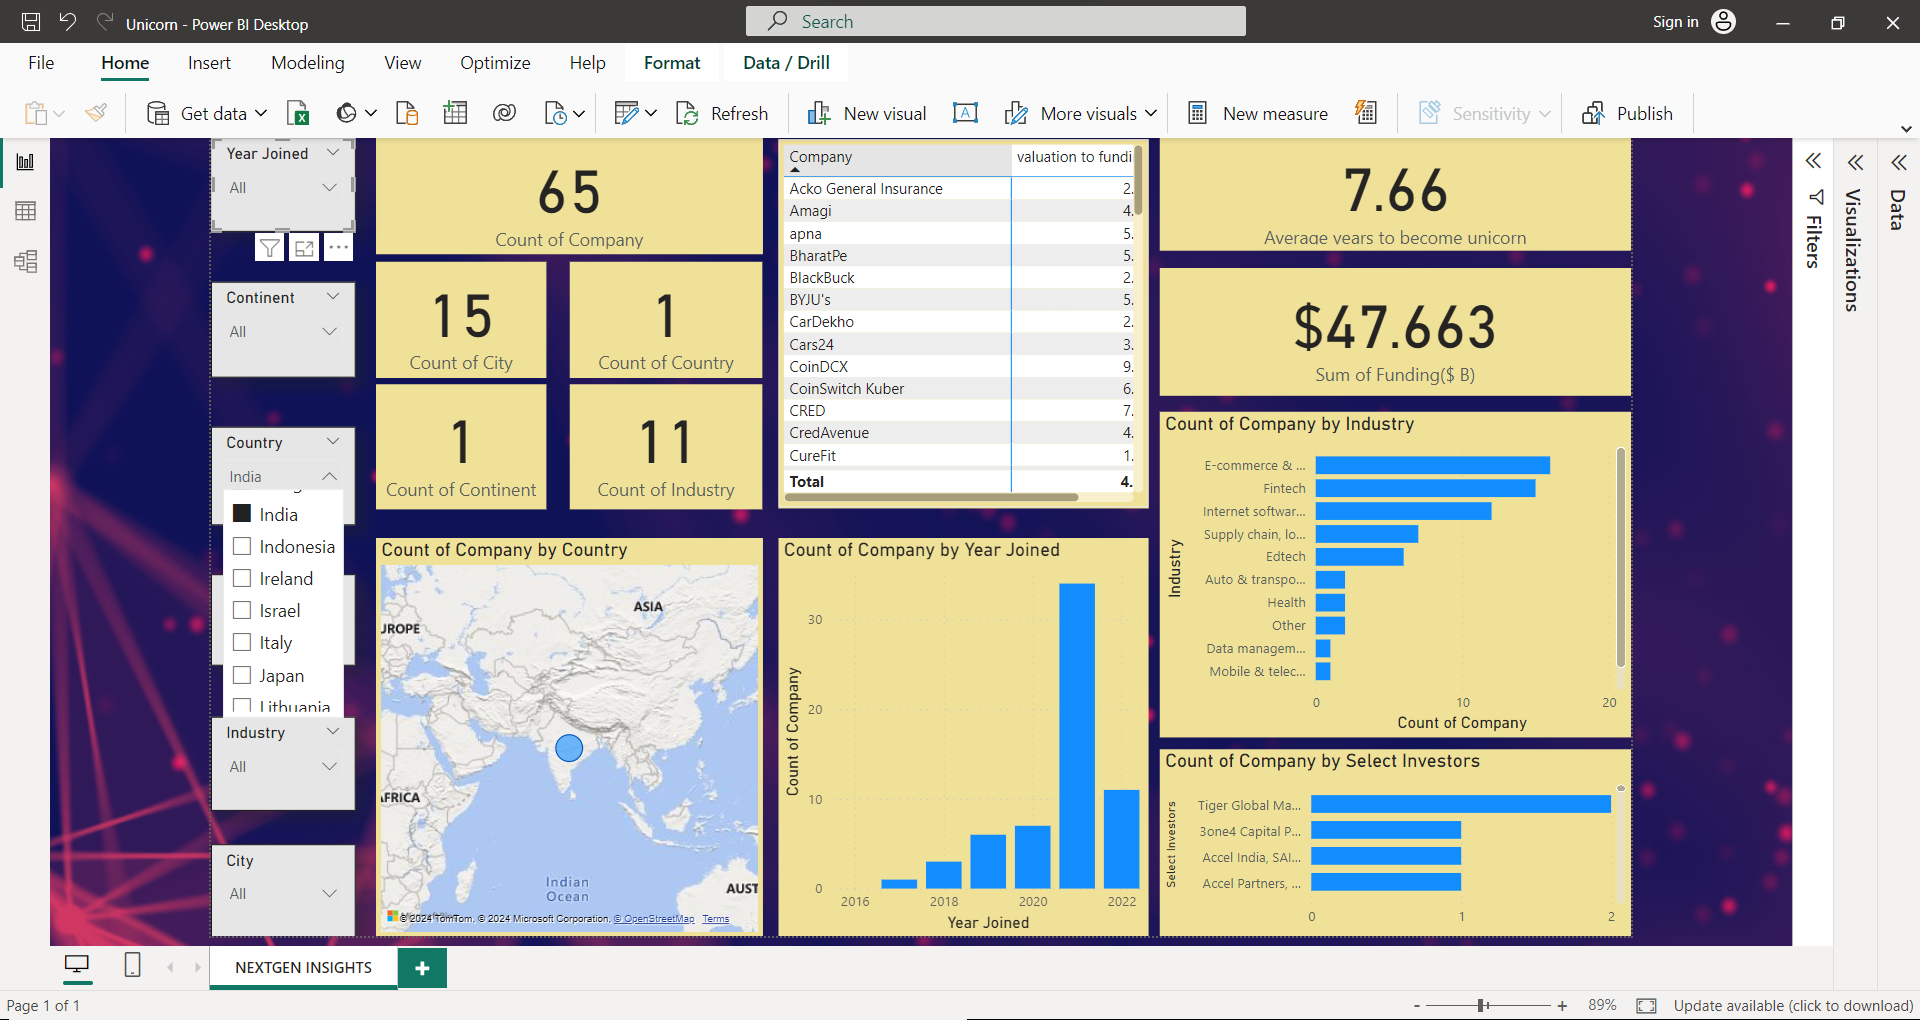 Unicorn - Power BI Desktop
Search
Sign in
File
Home
Insert
Modeling
View
Optimize
Help
Format
Data / Drill
Get data
Refresh
New visual
A
More visuals
New measure
Sensitivity
Publish
Year Joined
All
Continent
All
Country
India
India
Indonesia
Ireland
Israel
Italy
Japan
Lithuania
Industry
All
City
All
65
Count of Company
15
Count of City
1
Count of Country
1
Count of Continent
11
Count of Industry
Company valuation to fundi
Acko General Insurance 2.
Amagi 4.
apna 5.
BharatPe 5.
BlackBuck 2.
BYJU's 5.
CarDekho 2.
Cars24 3.
CoinDCX 9.
CoinSwitch Kuber 6.
CRED 7.
CredAvenue 4.
CureFit 1.
Total 4.
7.66
Average years to become unicorn
$47.663
Sum of Funding($ B)
Count of Company by Country
ASIA
UROPE
AFRICA
Indian
Ocean
AUST
© 2024 TomTom, © 2024 Microsoft Corporation, © OpenStreetMap Terms
Count of Company by Year Joined
Count of Company
30
20
10
0
2016 2018 2020 2022
Year Joined
Count of Company by Industry
Industry
E-commerce & ...
Fintech
Internet softwar...
Supply chain, lo...
Edtech
Auto & transpo...
Health
Other
Data managem...
Mobile & telec...
0 10 20
Count of Company
Count of Company by Select Investors
Select Investors
Tiger Global Ma...
3one4 Capital P...
Accel India, SAI...
Accel Partners, ...
0 1 2
Filters
Visualizations
Data
NEXTGEN INSIGHTS
Page 1 of 1
- + 89%
Update available (click to download)